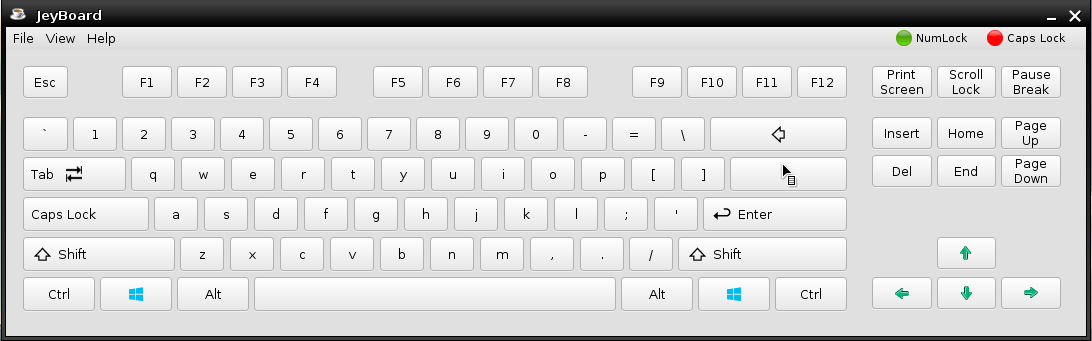 JeyBoard
File View Help NumLock Caps Lock
Esc F1 F2 F3 F4 F5 F6 F7 F8 F9 F10 F11 F12 Print Screen Scroll Lock Pause Break
` 1 2 3 4 5 6 7 8 9 0 - = \ Insert Home Page Up
Tab q w e r t y u i o p [ ] Del End Page Down
Caps Lock a s d f g h j k l ; ' Enter
Shift z x c v b n m , . / Shift
Ctrl Alt Alt Ctrl